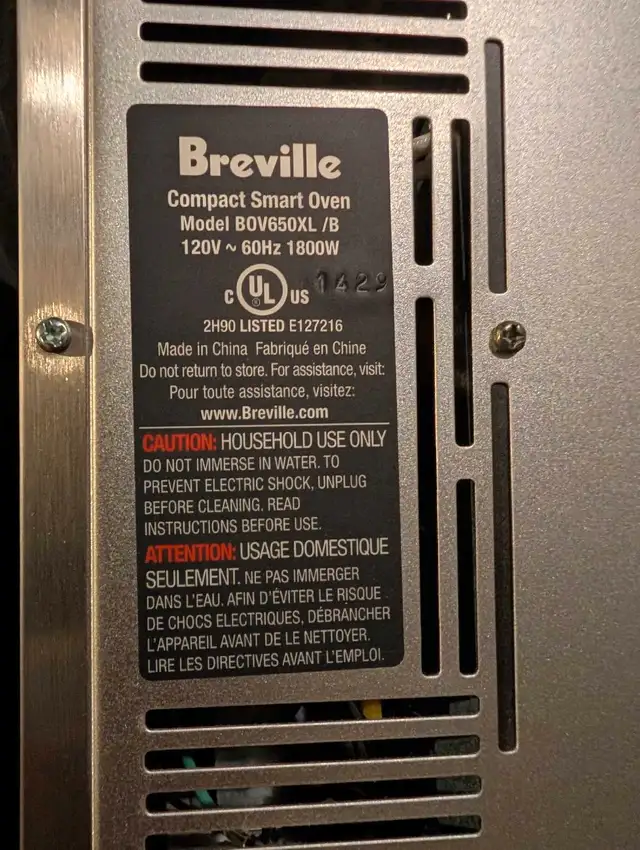 Breville
Compact Smart Oven
Model BOV650XL /B
120V ~ 60Hz 1800W
C UL ® US 1429
2H90 LISTED E127216
Made in China Fabriqué en Chine
Do not return to store. For assistance, visit:
Pour toute assistance, visitez:
www.Breville.com
CAUTION: HOUSEHOLD USE ONLY
DO NOT IMMERSE IN WATER. TO
PREVENT ELECTRIC SHOCK, UNPLUG
BEFORE CLEANING. READ
INSTRUCTIONS BEFORE USE.
ATTENTION: USAGE DOMESTIQUE
SEULEMENT. NE PAS IMMERGER
DANS L'EAU. AFIN D'ÉVITER LE RISQUE
DE CHOCS ELECTRIQUES, DÉBRANCHER
L'APPAREIL AVANT DE LE NETTOYER.
LIRE LES DIRECTIVES AVANT L'EMPLOI.